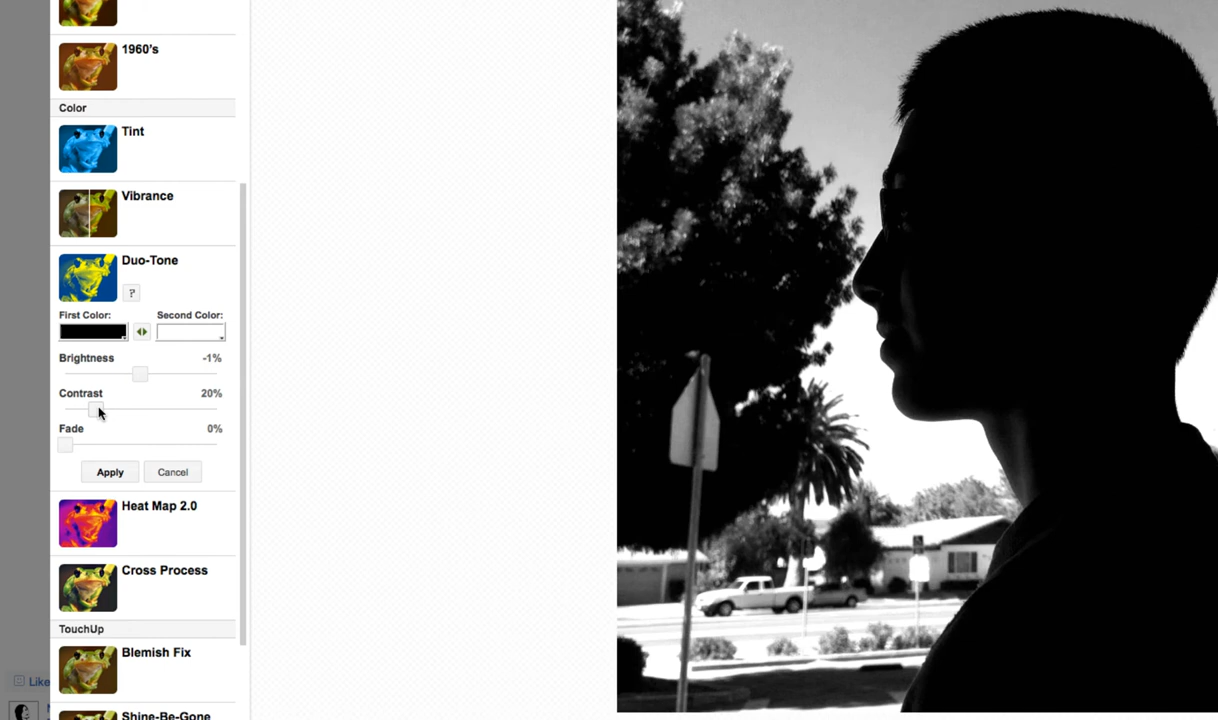 1960's
Color
Tint
Vibrance
Duo-Tone
?
First Color:
Second Color:
Brightness
-1%
Contrast
20%
Fade
0%
Apply
Cancel
Heat Map 2.0
Cross Process
TouchUp
Blemish Fix
Like
Shine-Be-Gone